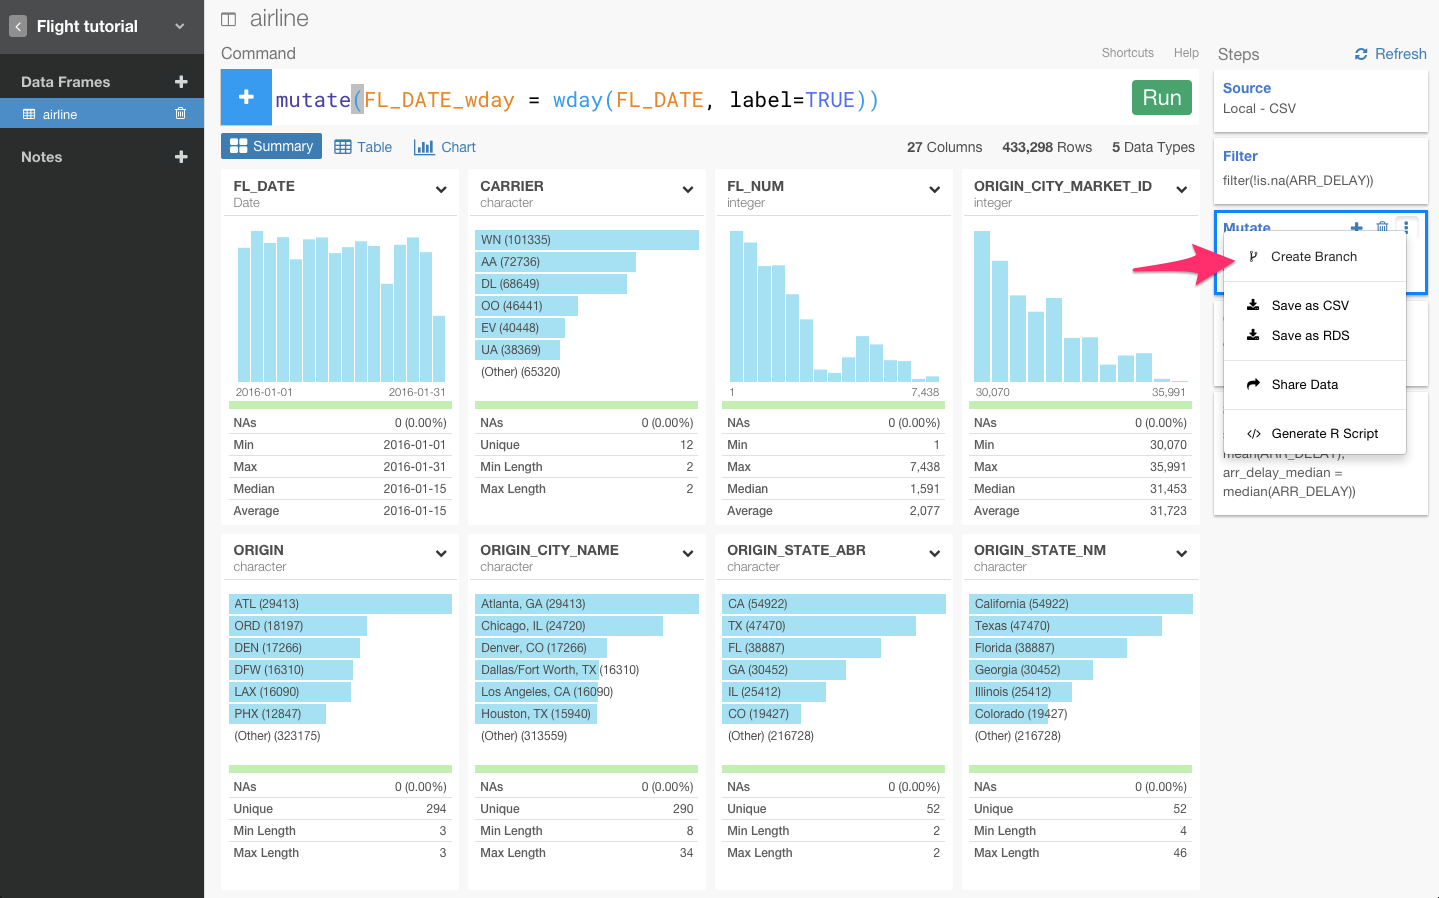 Flight tutorial
Data Frames
airline
Notes
airline
Command
Shortcuts Help
mutate(FL_DATE_wday = wday(FL_DATE, label=TRUE))
Run
Summary Table Chart
27 Columns 433,298 Rows 5 Data Types
FL_DATE
Date
2016-01-01 2016-01-31
NAs 0 (0.00%)
Min 2016-01-01
Max 2016-01-31
Median 2016-01-15
Average 2016-01-15
CARRIER
character
WN (101335)
AA (72736)
DL (68649)
OO (46441)
EV (40448)
UA (38369)
(Other) (65320)
NAs 0 (0.00%)
Unique 12
Min Length 2
Max Length 2
FL_NUM
integer
1 7,438
NAs 0 (0.00%)
Min 1
Max 7,438
Median 1,591
Average 2,077
ORIGIN_CITY_MARKET_ID
integer
30,070 35,991
NAs 0 (0.00%)
Min 30,070
Max 35,991
Median 31,453
Average 31,723
ORIGIN
character
ATL (29413)
ORD (18197)
DEN (17266)
DFW (16310)
LAX (16090)
PHX (12847)
(Other) (323175)
NAs 0 (0.00%)
Unique 294
Min Length 3
Max Length 3
ORIGIN_CITY_NAME
character
Atlanta, GA (29413)
Chicago, IL (24720)
Denver, CO (17266)
Dallas/Fort Worth, TX (16310)
Los Angeles, CA (16090)
Houston, TX (15940)
(Other) (313559)
NAs 0 (0.00%)
Unique 290
Min Length 8
Max Length 34
ORIGIN_STATE_ABR
character
CA (54922)
TX (47470)
FL (38887)
GA (30452)
IL (25412)
CO (19427)
(Other) (216728)
NAs 0 (0.00%)
Unique 52
Min Length 2
Max Length 2
ORIGIN_STATE_NM
character
California (54922)
Texas (47470)
Florida (38887)
Georgia (30452)
Illinois (25412)
Colorado (19427)
(Other) (216728)
NAs 0 (0.00%)
Unique 52
Min Length 4
Max Length 46
Steps Refresh
Source
Local - CSV
Filter
filter(!is.na(ARR_DELAY))
Mutate
Create Branch
Save as CSV
Save as RDS
Share Data
Generate R Script
mean(ARR_DELAY),
arr_delay_median =
median(ARR_DELAY))